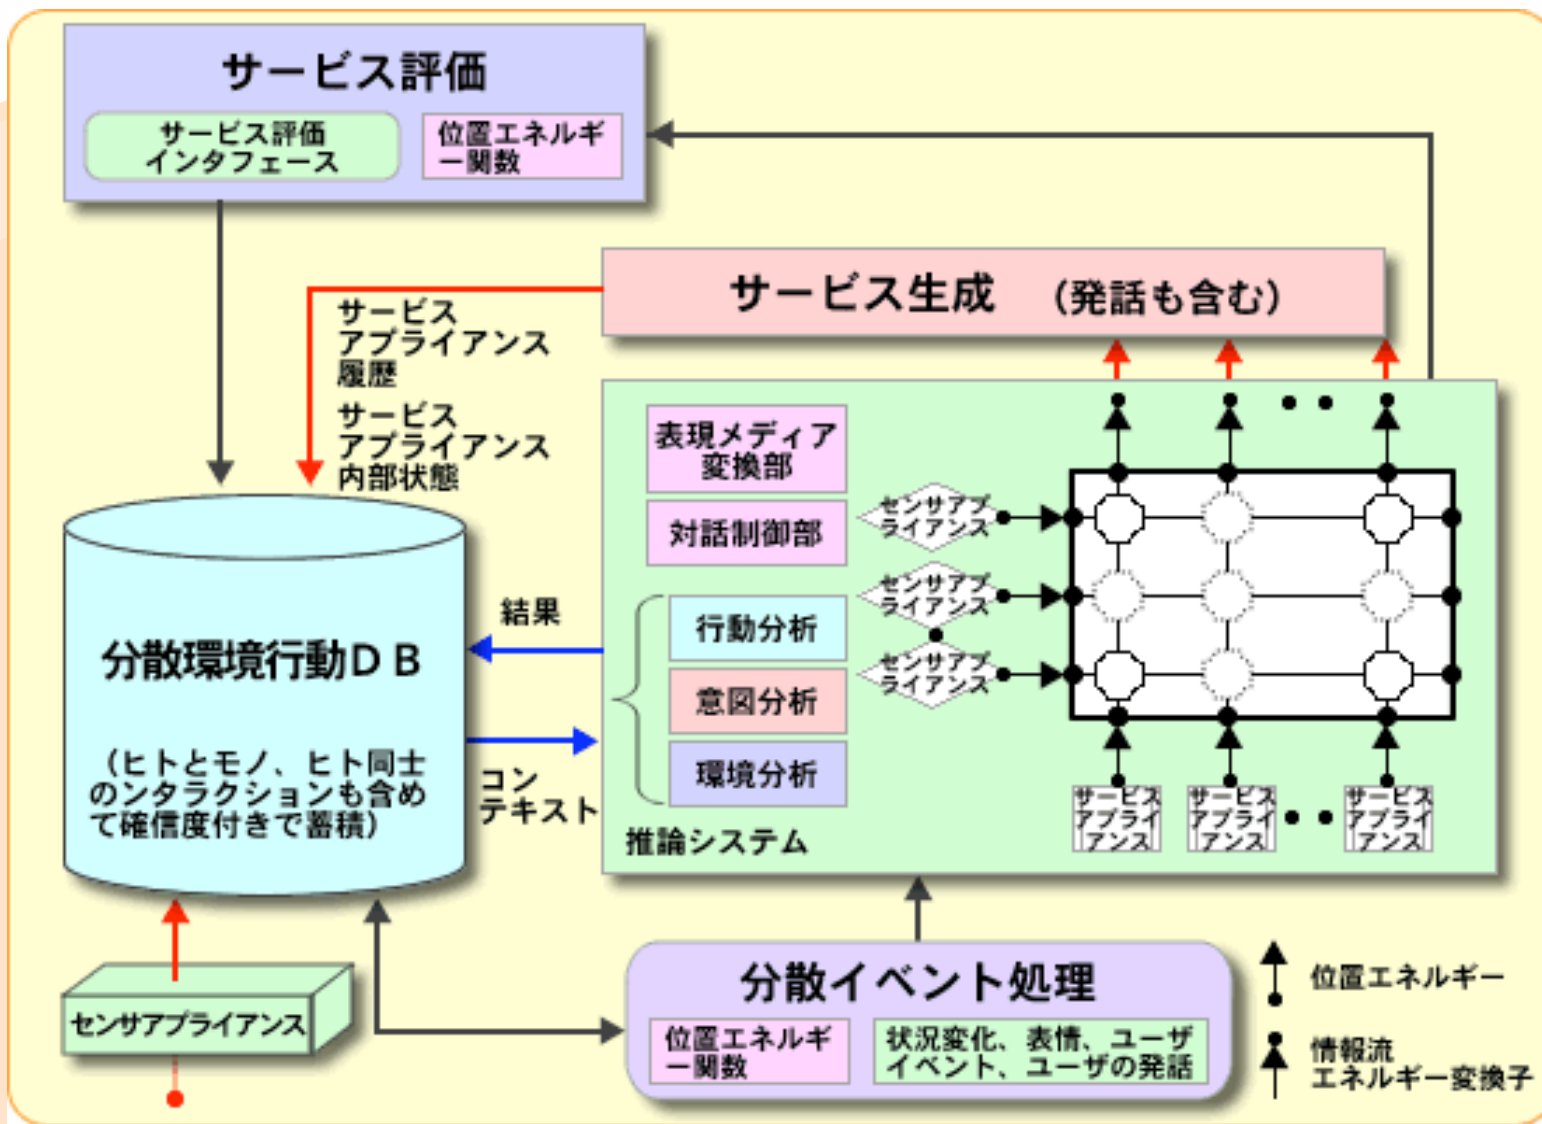 サービス評価
サービス評価
インタフェース
位置エネルギ
ー関数
サービス生成 (発話も含む)
サービス
アプライアンス
履歴
サービス
アプライアンス
内部状態
表現メディア
変換部
対話制御部
行動分析
意図分析
環境分析
推論システム
センサアプ
ライアンス
センサアプ
ライアンス
センサアプ
ライアンス
サービス
アプライ
アンス
サービス
アプライ
アンス
サービス
アプライ
アンス
結果
コン
テキスト
分散環境行動DB
(ヒトとモノ、ヒト同士
のンタラクションも含め
て確信度付きで蓄積)
センサアプライアンス
分散イベント処理
位置エネルギ
ー関数
状況変化、表情、ユーザ
イベント、ユーザの発話
位置エネルギー
情報流
エネルギー変換子